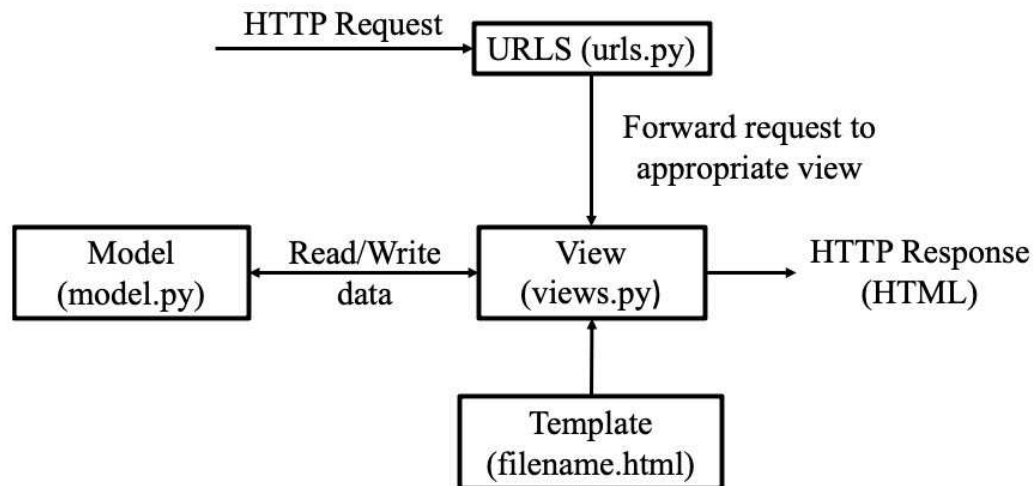 HTTP Request
URLS (urls.py)
Forward request to
appropriate view
Model
(model.py)
Read/Write
data
View
(views.py)
HTTP Response
(HTML)
Template
(filename.html)